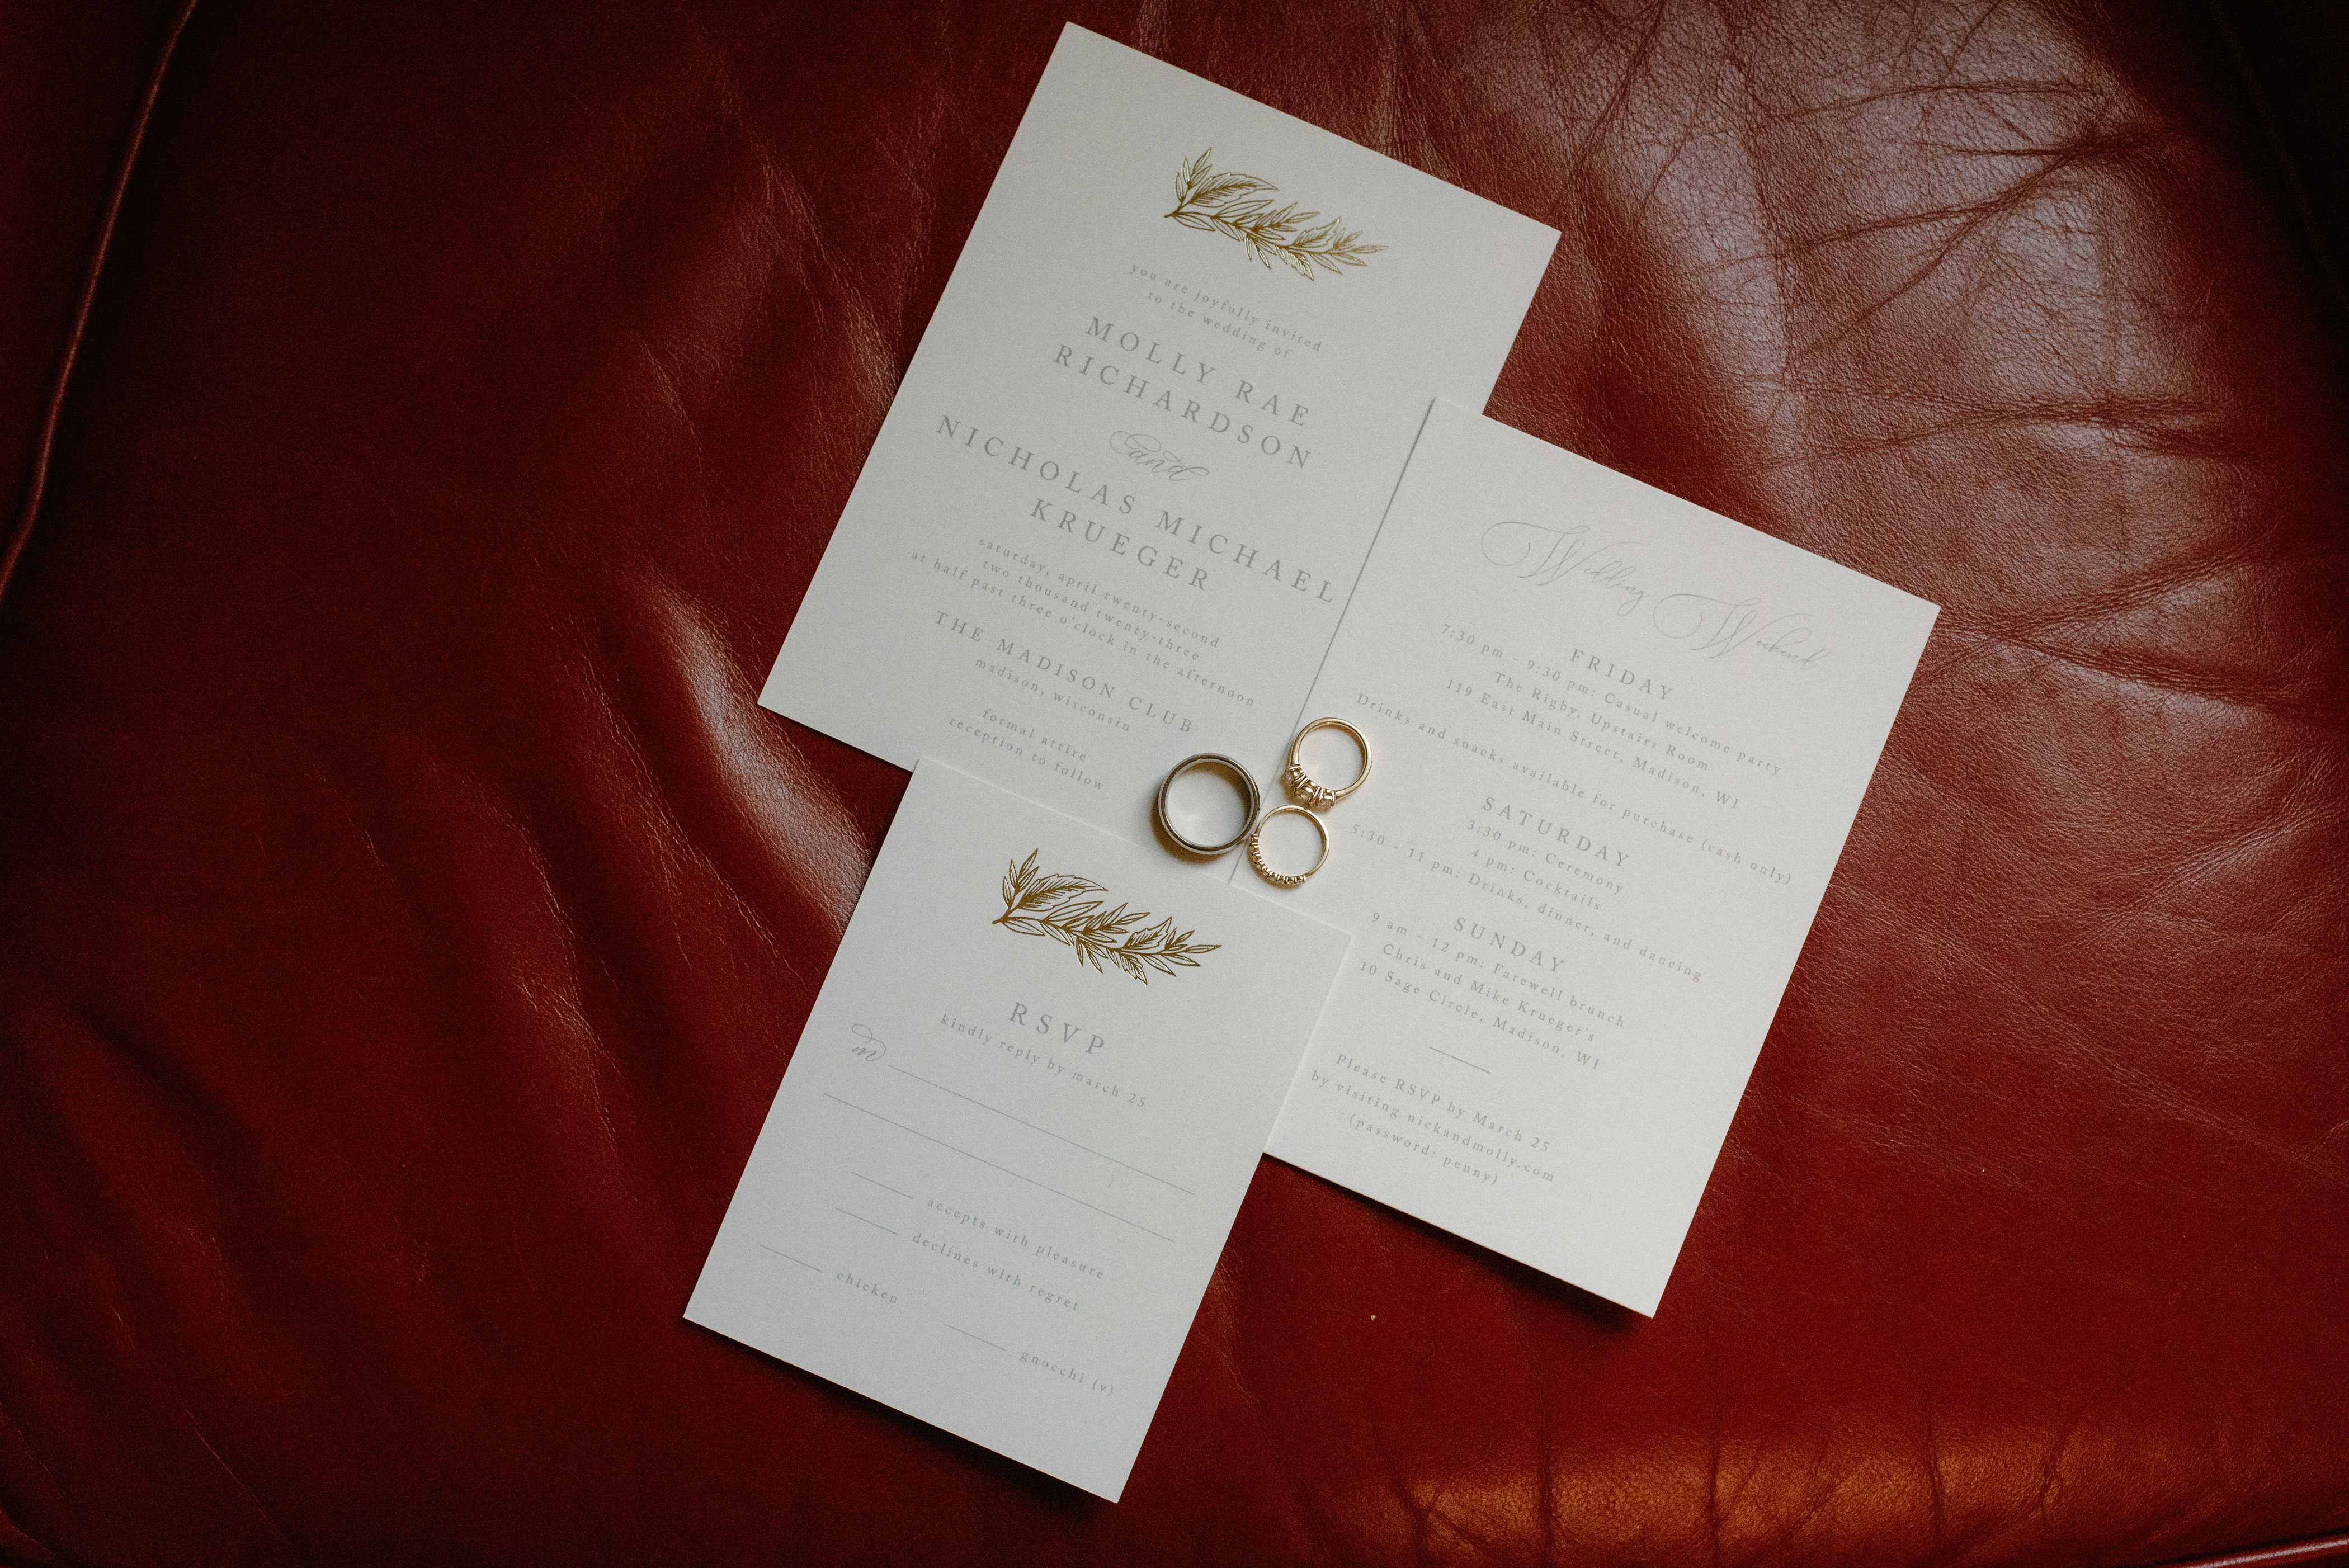 you are joyfully invited
to the wedding of
MOLLY RAE
RICHARDSON
and
NICHOLAS MICHAEL
KRUEGER
saturday, april twenty-second
two thousand twenty-three
at half past three o'clock in the afternoon
THE MADISON CLUB
madison, wisconsin
formal attire
reception to follow
Wedding Weekend
FRIDAY
7:30 pm - 9:30 pm: Casual welcome party
The Rigby, Upstairs Room
119 East Main Street, Madison, WI
Drinks and snacks available for purchase (cash only)
SATURDAY
3:30 pm: Ceremony
4 pm: Cocktails
5:30 - 11 pm: Drinks, dinner, and dancing
SUNDAY
9 am - 12 pm: Farewell brunch
Chris and Mike Krueger's
10 Sage Circle, Madison, WI
Please RSVP by March 25
by visiting nickandmolly.com
(password: penny)
RSVP
kindly reply by march 25
m
accepts with pleasure
declines with regret
chicken
gnocchi (v)